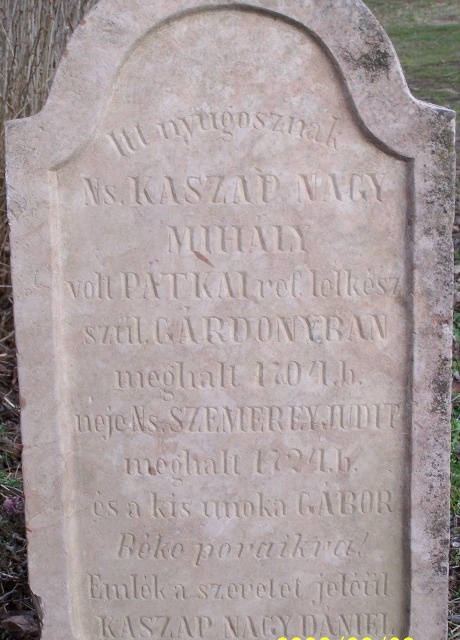 Itt nyugosznak
Ns. KASZAP NAGY
MIHÁLY
volt PÁTKAI ref. lelkész
szül. GÁRDONYBAN
meghalt 1704.b.
neje Ns. SZEMEREY JUDIT
meghalt 1724.b.
és a kis unoka GÁBOR
Béke poraikra!
Emlék a szeretet jeléül
KASZAP NAGY DÁNIEL